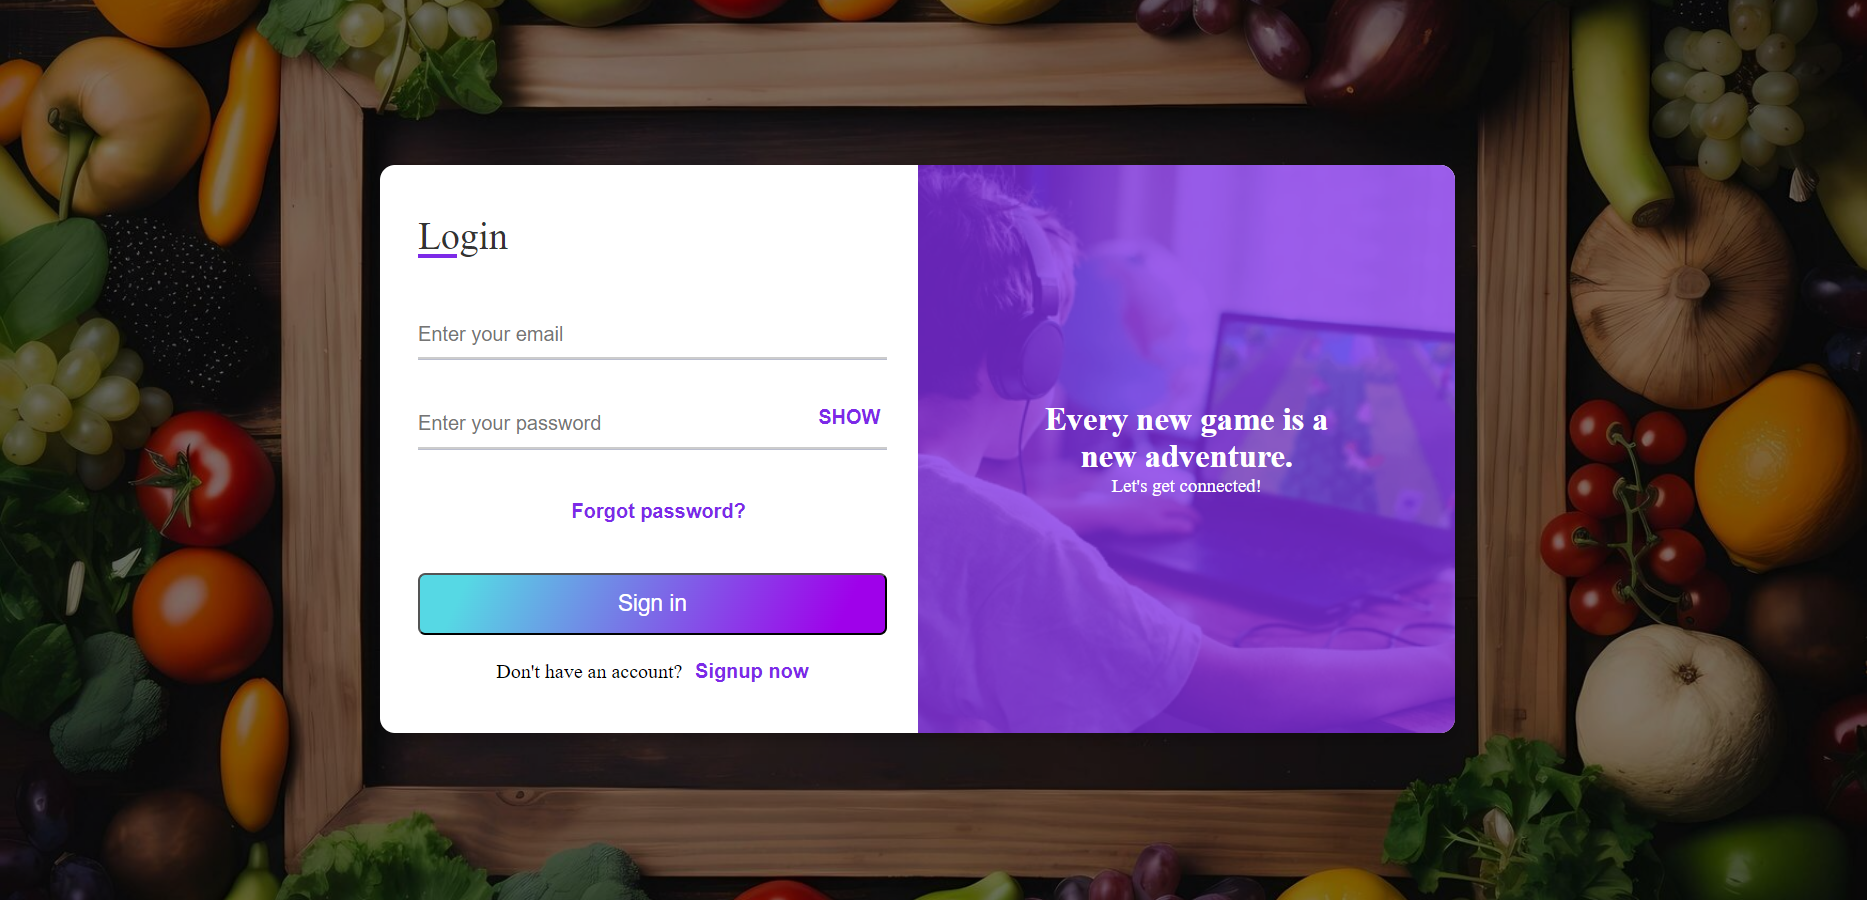 Login
Enter your email
Enter your password
SHOW
Forgot password?
Sign in
Don't have an account? Signup now
Every new game is a
new adventure.
Let's get connected!